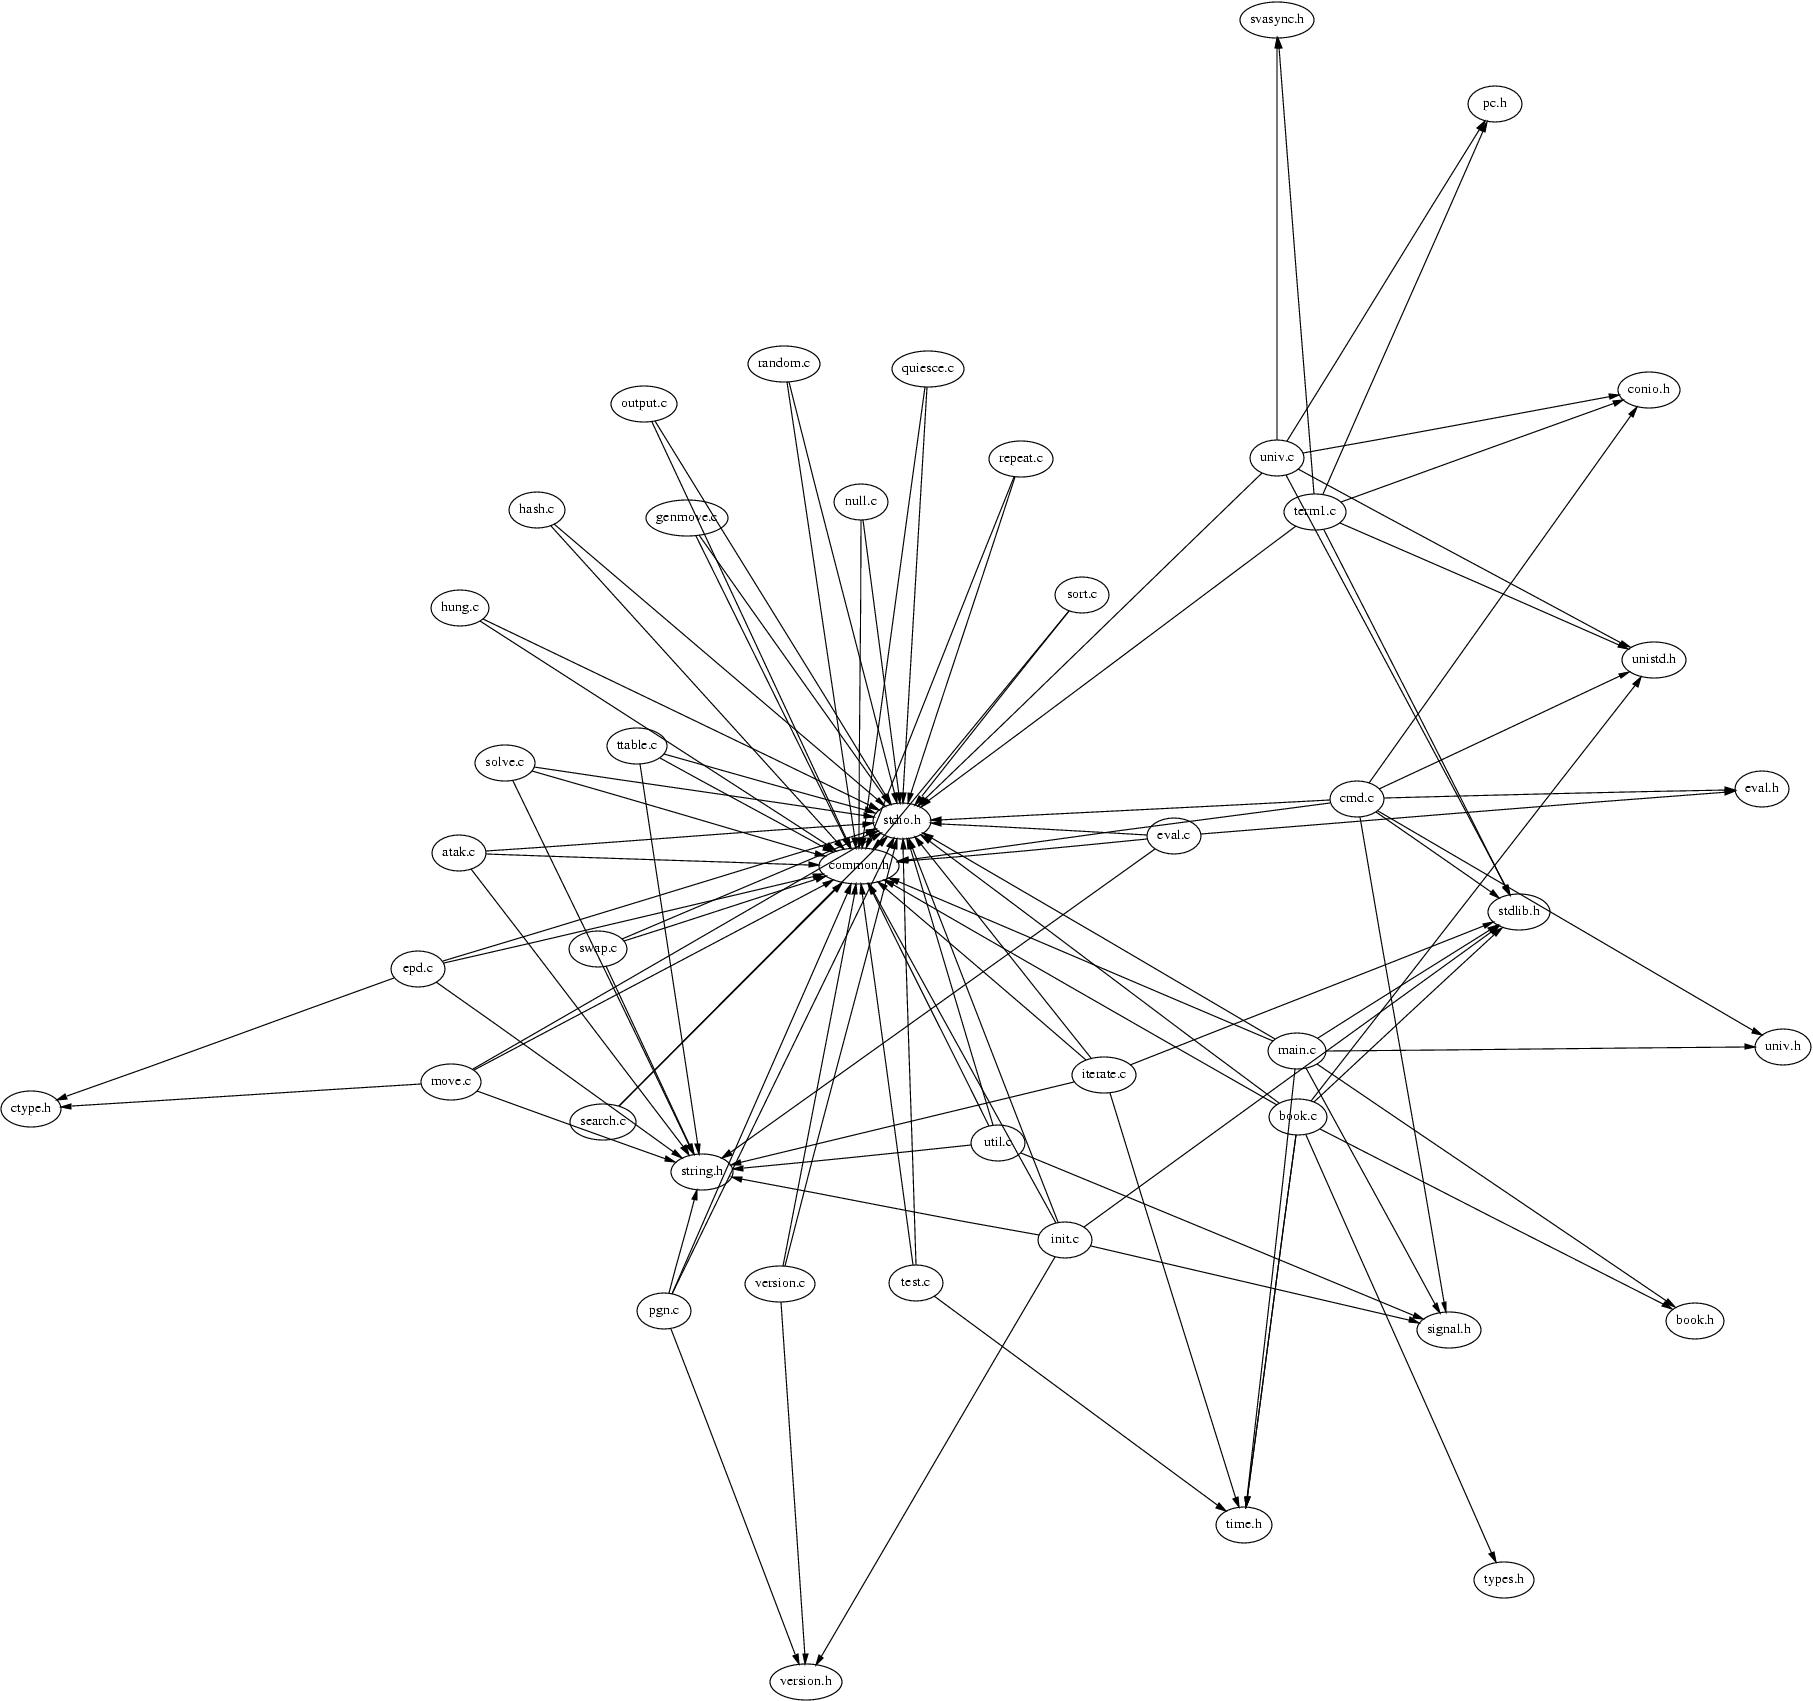 svasync.h
pc.h
random.c
quiesce.c
conio.h
output.c
repeat.c
univ.c
null.c
hash.c
term1.c
genmove.c
sort.c
hung.c
unistd.h
ttable.c
solve.c
eval.h
cmd.c
stdio.h
eval.c
atak.c
common.h
stdlib.h
swap.c
epd.c
univ.h
main.c
iterate.c
move.c
ctype.h
book.c
search.c
util.c
string.h
init.c
test.c
version.c
pgn.c
book.h
signal.h
time.h
types.h
version.h